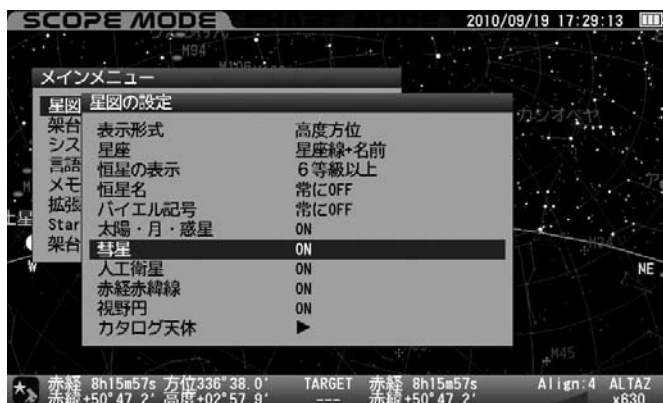 SCOPE MODE
2010/09/19 17:29:13
M94
M106
メインメニュー
星図 星図の設定
カシオペヤ
架台 表示形式 高度方位
シス 星座 星座線+名前
言語 恒星の表示 6等級以上
メモ 恒星名 常にOFF
拡張 バイエル記号 常にOFF
Star 太陽・月・惑星 ON
架台 彗星 ON
W 人工衛星 ON NE
赤経赤緯線 ON
視野円 ON
カタログ天体 ▶
M45
赤経 8h15m57s 方位336°38.0′ TARGET 赤経 8h15m57s Align:4 ALTAZ
赤緯+50°47.2′ 高度+02°57.9′ --- 赤緯+50°47.2′ x630